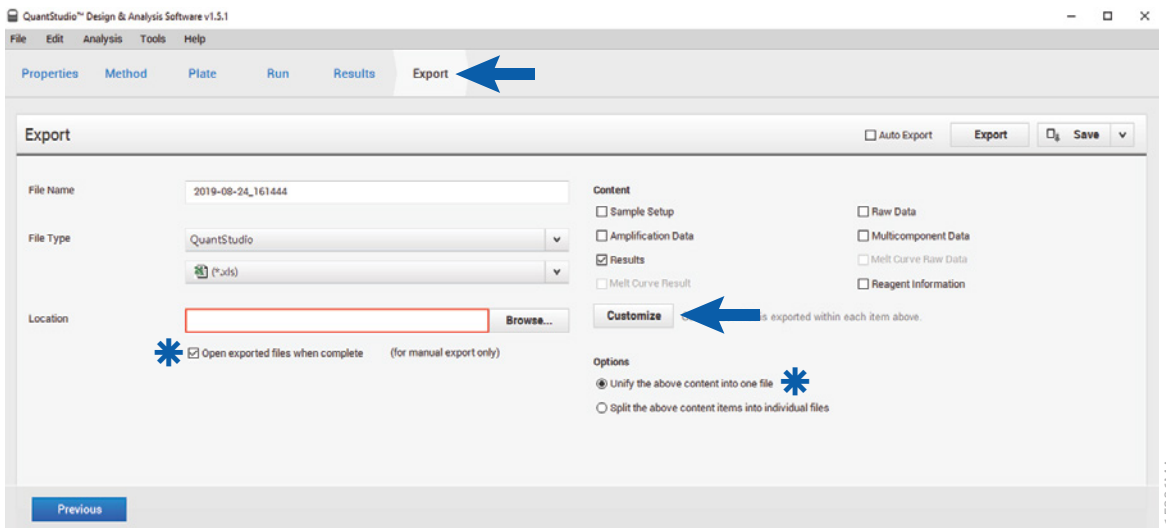 QuantStudio™ Design & Analysis Software v1.5.1
File Edit Analysis Tools Help
Properties Method Plate Run Results Export
Export
Auto Export Export Save
File Name 2019-08-24_161444
File Type QuantStudio
(*.xls)
Location Browse...
Open exported files when complete (for manual export only)
Content
Sample Setup Raw Data
Amplification Data Multicomponent Data
Results Melt Curve Raw Data
Melt Curve Result Reagent Information
Customize exported within each item above.
Options
Unify the above content into one file
Split the above content items into individual files
Previous